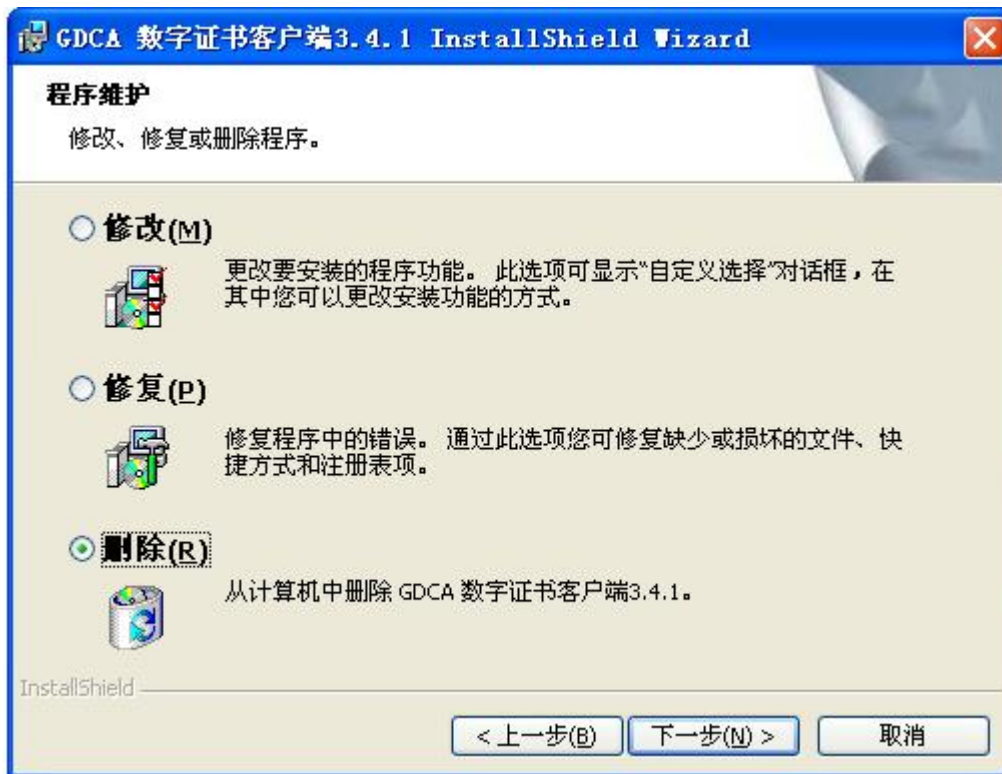 GDCA 数字证书客户端3.4.1 InstallShield Wizard
程序维护
修改、修复或删除程序。
修改(M)
更改要安装的程序功能。 此选项可显示“自定义选择”对话框，在
其中您可以更改安装功能的方式。
修复(P)
修复程序中的错误。 通过此选项您可修复缺少或损坏的文件、快
捷方式和注册表项。
删除(R)
从计算机中删除 GDCA 数字证书客户端3.4.1。
InstallShield
< 上一步(B) 下一步(N) > 取消